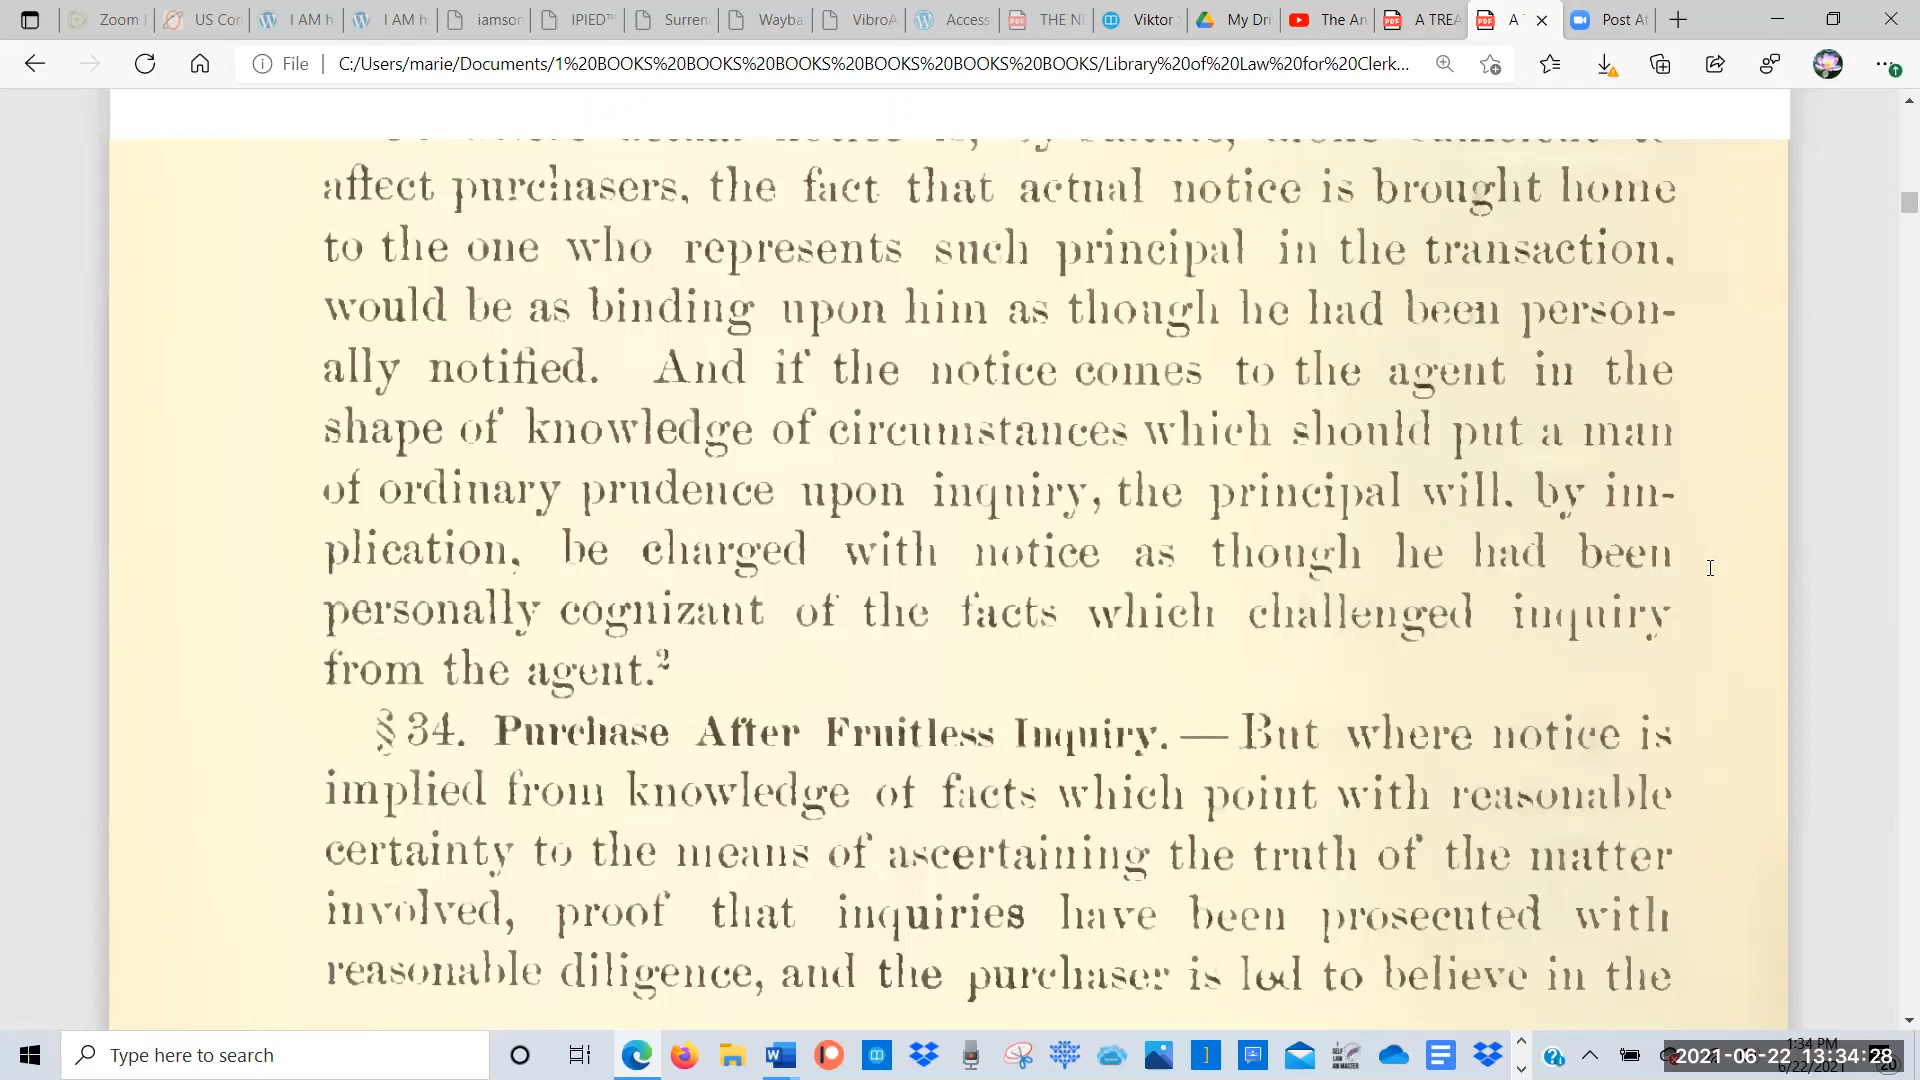 Zoom
US Con
I AM h
I AM h
iamson
IPIED™
Surren
Wayba
VibroA
Access
THE NE
Viktor
My Dri
The An
A TREA
A
Post At
File
C:/Users/marie/Documents/1%20BOOKS%20BOOKS%20BOOKS%20BOOKS%20BOOKS%20BOOKS/Library%20of%20Law%20for%20Clerk...
affect purchasers, the fact that actual notice is brought home
to the one who represents such principal in the transaction,
would be as binding upon him as though he had been person-
ally notified. And if the notice comes to the agent in the
shape of knowledge of circumstances which should put a man
of ordinary prudence upon inquiry, the principal will, by im-
plication, be charged with notice as though he had been
personally cognizant of the facts which challenged inquiry
from the agent.²
§ 34. Purchase After Fruitless Inquiry. — But where notice is
implied from knowledge of facts which point with reasonable
certainty to the means of ascertaining the truth of the matter
involved, proof that inquiries have been prosecuted with
reasonable diligence, and the purchaser is led to believe in the
Type here to search
1:34 PM
2021-06-22 13:34:28